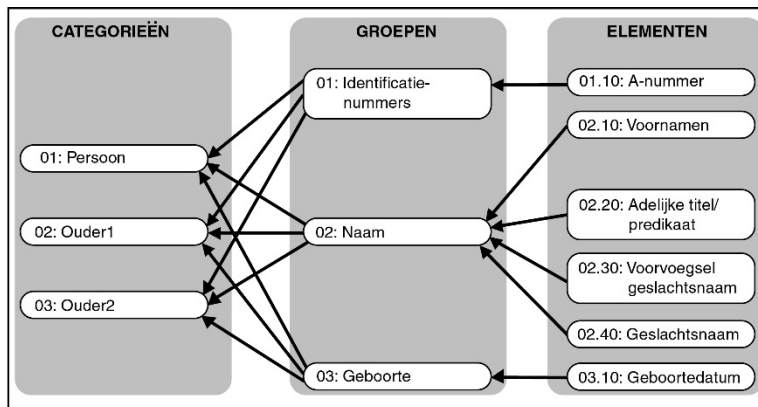 CATEGORIEËN
01: Persoon
02: Ouder1
03: Ouder2
GROEPEN
01: Identificatie-
nummers
02: Naam
03: Geboorte
ELEMENTEN
01.10: A-nummer
02.10: Voornamen
02.20: Adelijke titel/
predikaat
02.30: Voorvoegsel
geslachtsnaam
02.40: Geslachtsnaam
03.10: Geboortedatum